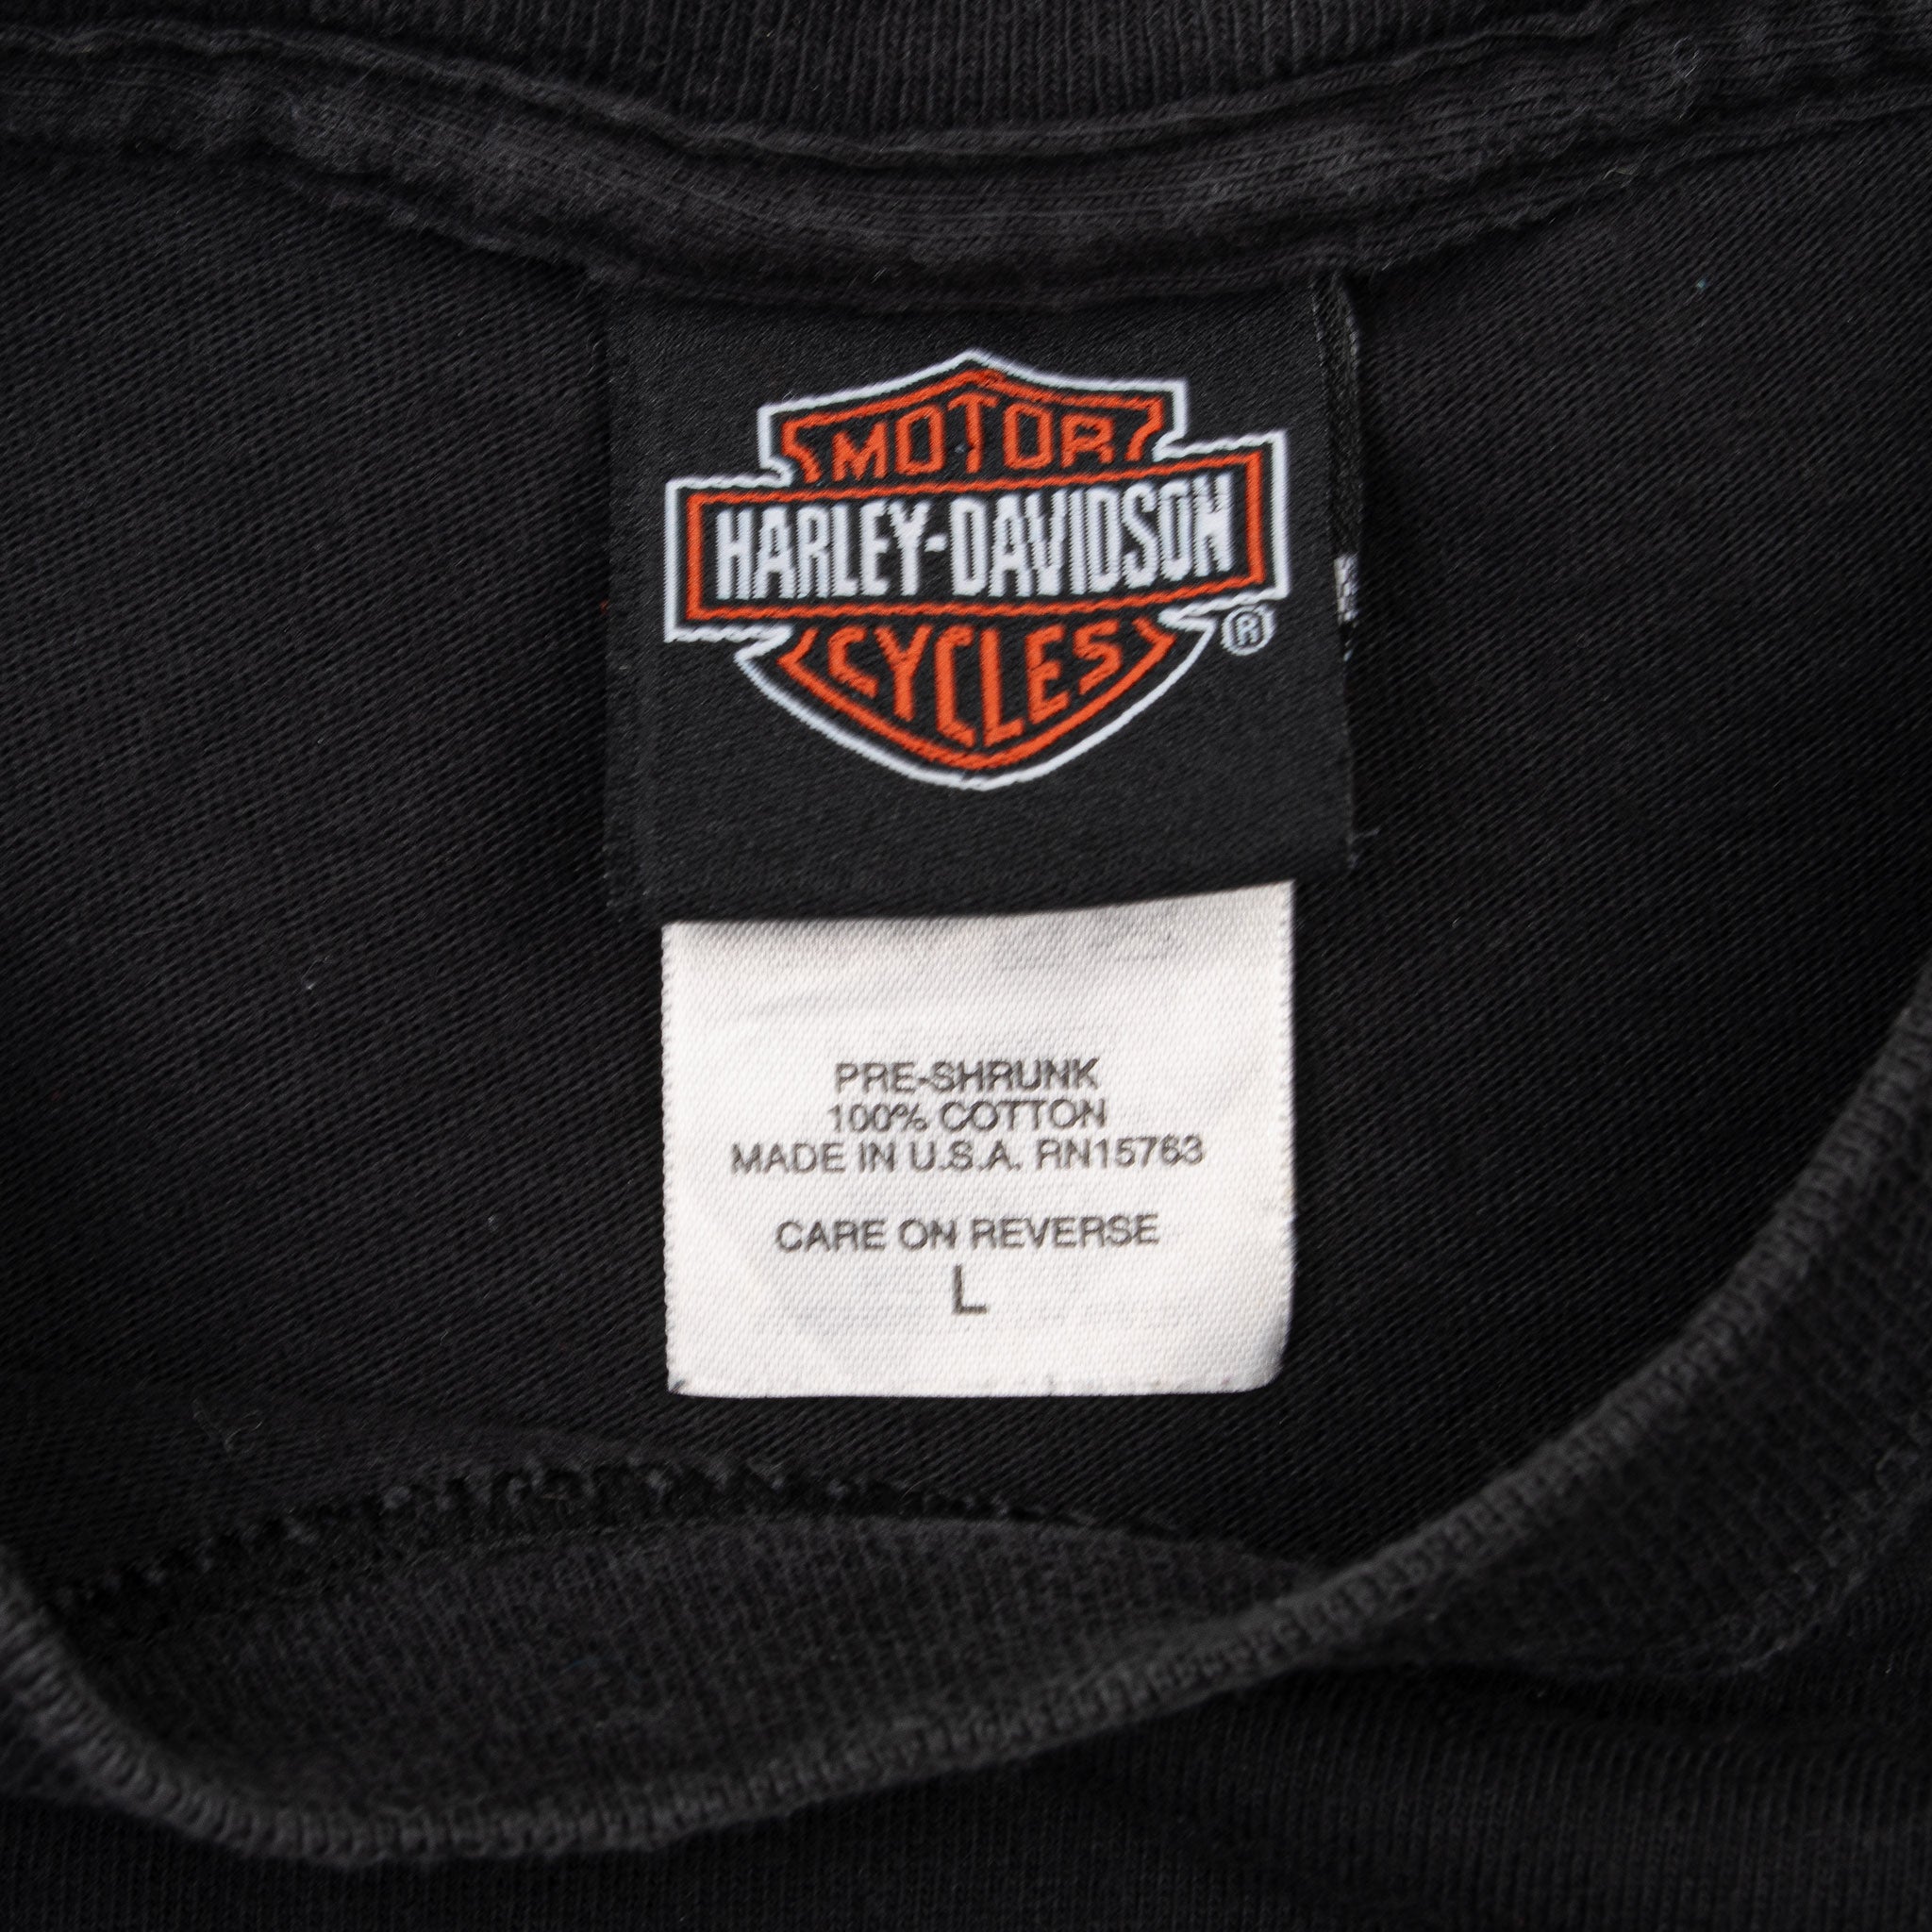 MOTOR
HARLEY-DAVIDSON
CYCLES
®
PRE-SHRUNK
100% COTTON
MADE IN U.S.A. RN15763
CARE ON REVERSE
L